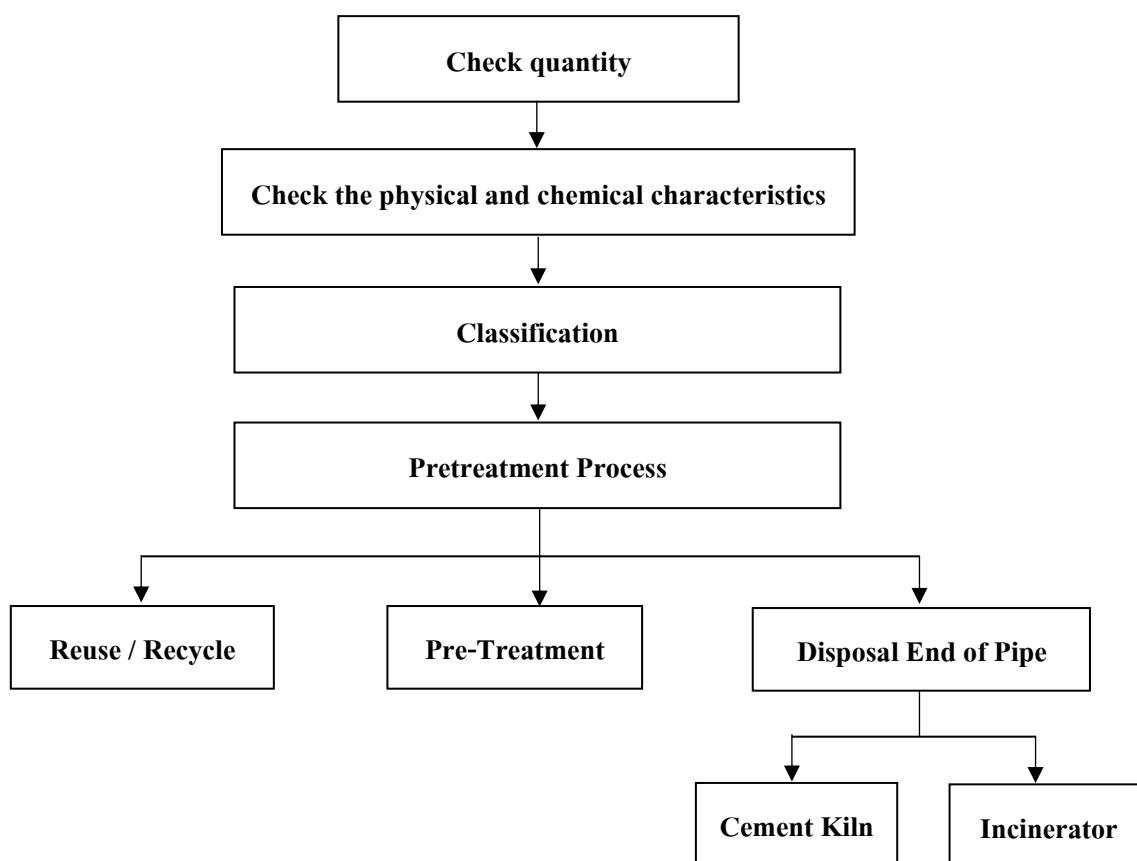 Check quantity
Check the physical and chemical characteristics
Classification
Pretreatment Process
Reuse / Recycle
Pre-Treatment
Disposal End of Pipe
Cement Kiln
Incinerator